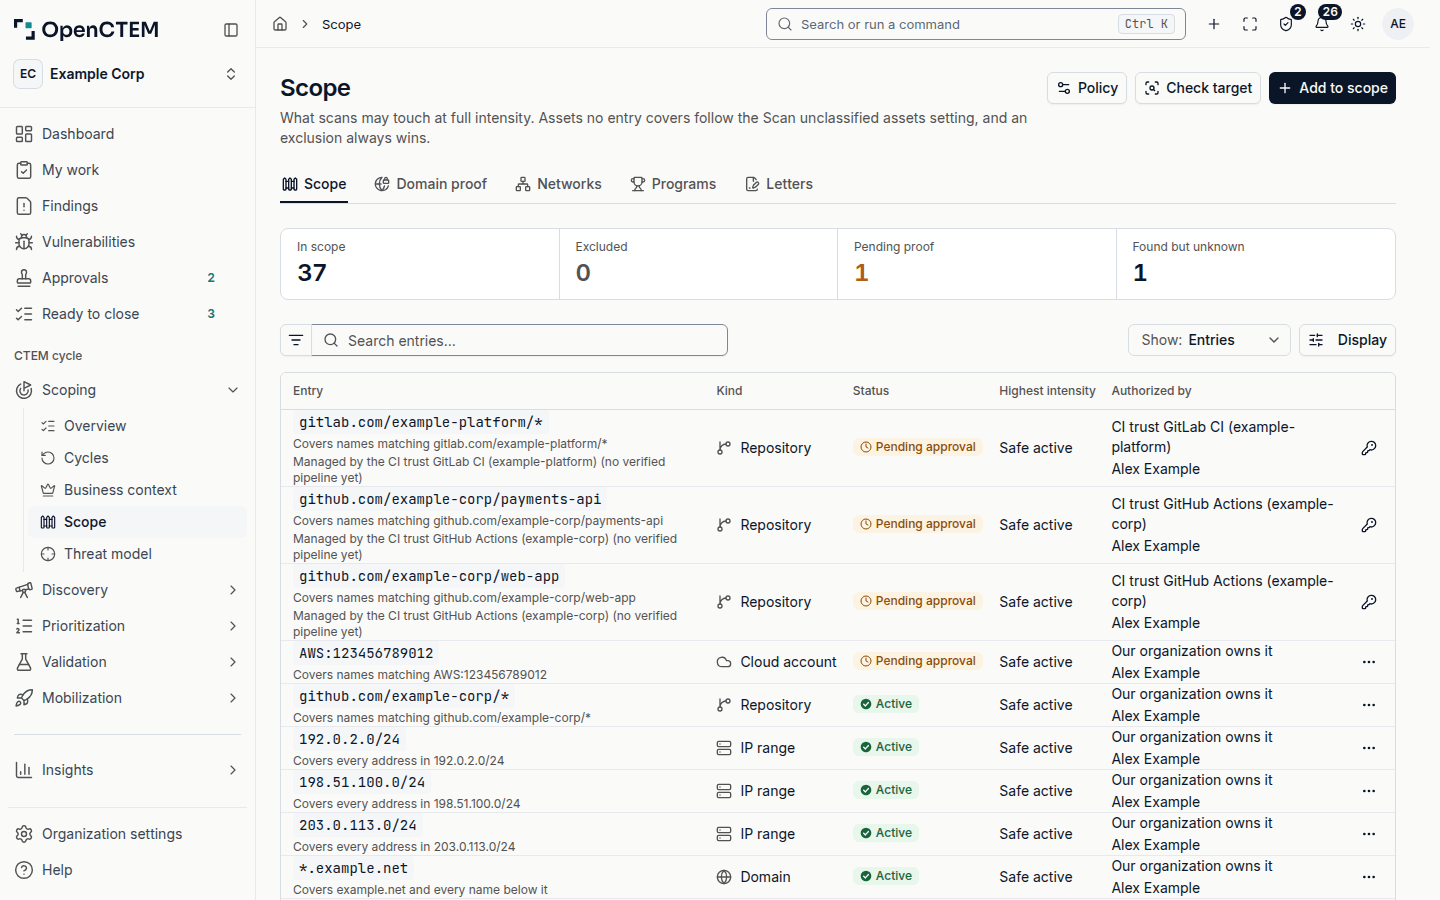 OpenCTEM
Scope
Search or run a command
Ctrl K
2
26
AE
EC
Example Corp
Dashboard
My work
Findings
Vulnerabilities
Approvals
2
Ready to close
3
CTEM cycle
Scoping
Overview
Cycles
Business context
Scope
Threat model
Discovery
Prioritization
Validation
Mobilization
Insights
Organization settings
Help
Scope
What scans may touch at full intensity. Assets no entry covers follow the Scan unclassified assets setting, and an
exclusion always wins.
Policy
Check target
Add to scope
Scope
Domain proof
Networks
Programs
Letters
In scope
37
Excluded
0
Pending proof
1
Found but unknown
1
Search entries...
Show: Entries
Display
Entry
Kind
Status
Highest intensity
Authorized by
gitlab.com/example-platform/*
Covers names matching gitlab.com/example-platform/*
Managed by the CI trust GitLab CI (example-platform) (no verified
pipeline yet)
Repository
Pending approval
Safe active
CI trust GitLab CI (example-
platform)
Alex Example
github.com/example-corp/payments-api
Covers names matching github.com/example-corp/payments-api
Managed by the CI trust GitHub Actions (example-corp) (no verified
pipeline yet)
Repository
Pending approval
Safe active
CI trust GitHub Actions (example-
corp)
Alex Example
github.com/example-corp/web-app
Covers names matching github.com/example-corp/web-app
Managed by the CI trust GitHub Actions (example-corp) (no verified
pipeline yet)
Repository
Pending approval
Safe active
CI trust GitHub Actions (example-
corp)
Alex Example
AWS:123456789012
Covers names matching AWS:123456789012
Cloud account
Pending approval
Safe active
Our organization owns it
Alex Example
github.com/example-corp/*
Covers names matching github.com/example-corp/*
Repository
Active
Safe active
Our organization owns it
Alex Example
192.0.2.0/24
Covers every address in 192.0.2.0/24
IP range
Active
Safe active
Our organization owns it
Alex Example
198.51.100.0/24
Covers every address in 198.51.100.0/24
IP range
Active
Safe active
Our organization owns it
Alex Example
203.0.113.0/24
Covers every address in 203.0.113.0/24
IP range
Active
Safe active
Our organization owns it
Alex Example
*.example.net
Covers example.net and every name below it
Domain
Active
Safe active
Our organization owns it
Alex Example